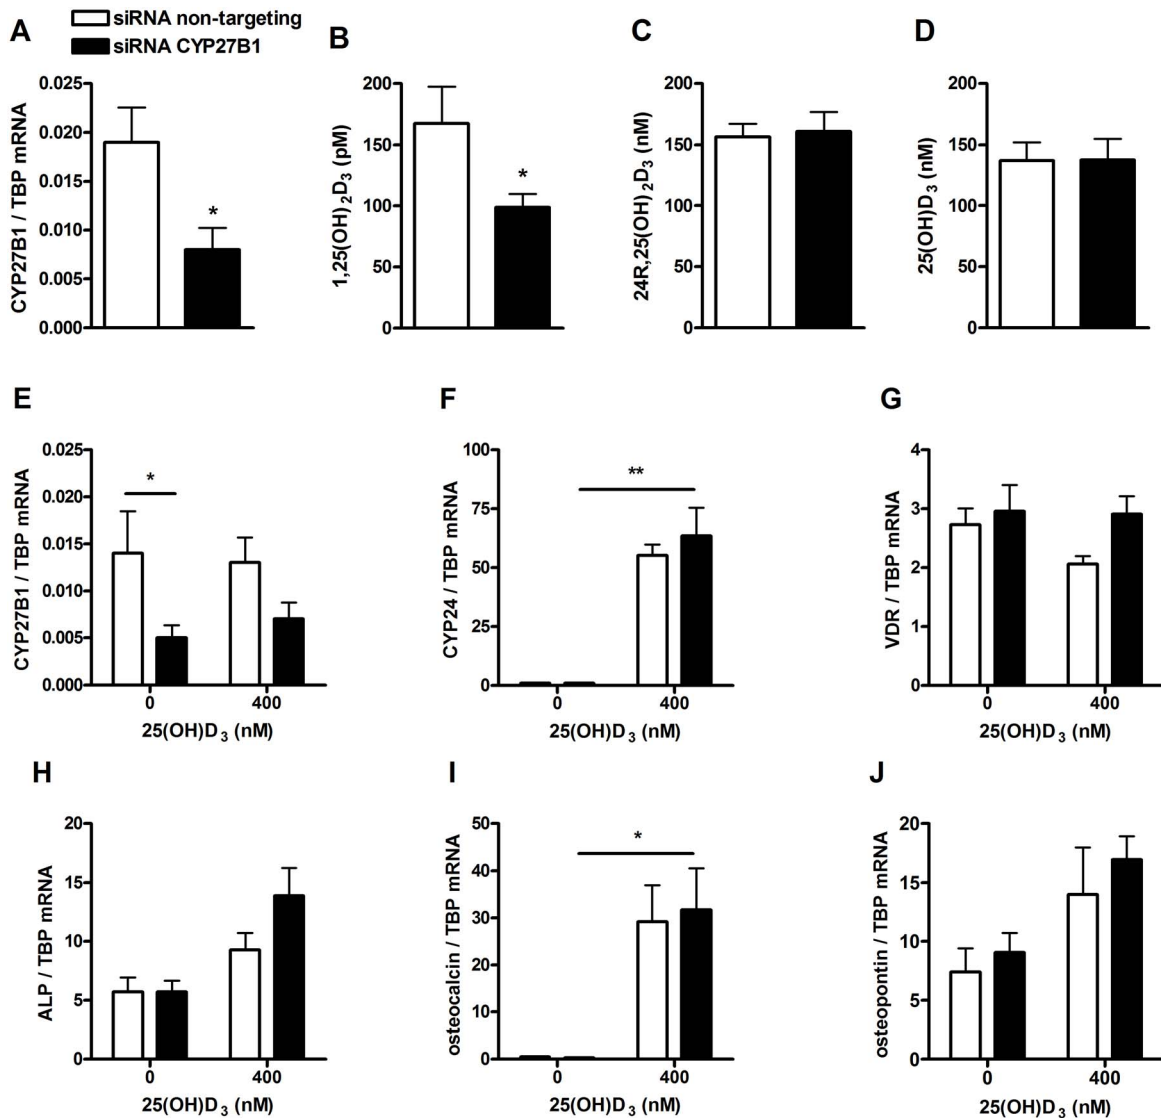 siRNA non-targeting
siRNA CYP27B1
A
CYP27B1 / TBP mRNA
0.025
0.020
0.015
0.010
0.005
0.000
*
B
1,25(OH)2D3 (pM)
200
150
100
50
0
*
C
24R,25(OH)2D3 (nM)
200
150
100
50
0
D
25(OH)D3 (nM)
200
150
100
50
0
E
CYP27B1 / TBP mRNA
0.025
0.020
0.015
0.010
0.005
0.000
*
0 400
25(OH)D3 (nM)
F
CYP24 / TBP mRNA
100
75
50
25
0
**
0 400
25(OH)D3 (nM)
G
VDR / TBP mRNA
4
3
2
1
0
0 400
25(OH)D3 (nM)
H
ALP / TBP mRNA
20
15
10
5
0
0 400
25(OH)D3 (nM)
I
osteocalcin / TBP mRNA
50
40
30
20
10
0
*
0 400
25(OH)D3 (nM)
J
osteopontin / TBP mRNA
20
15
10
5
0
0 400
25(OH)D3 (nM)